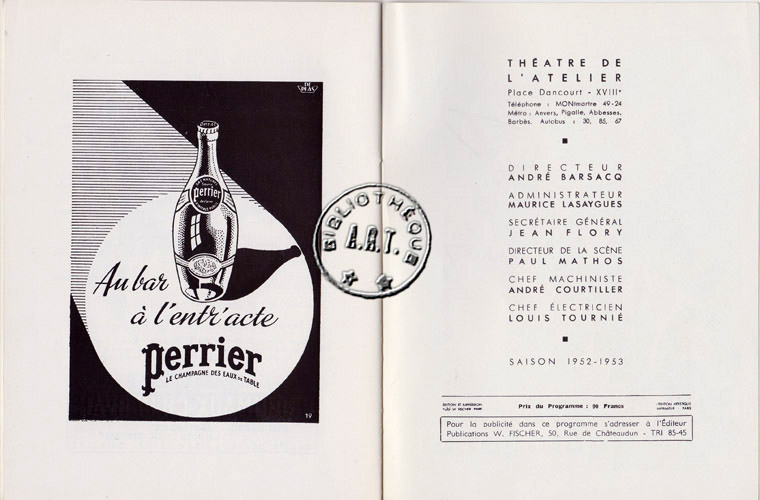 Perrier
Au bar
à l'entr'acte
Perrier
LE CHAMPAGNE DES EAUX DE TABLE
19
BIBLIOTHÈQUE
A.R.T.
THÉATRE DE
L'ATELIER
Place Dancourt - XVIIIe
Téléphone : MONtmartre 49-24
Métro : Anvers, Pigalle, Abbesses,
Barbès. Autobus : 30, 85, 67
DIRECTEUR
ANDRÉ BARSACQ
ADMINISTRATEUR
MAURICE LASAYGUES
SECRÉTAIRE GÉNÉRAL
JEAN FLORY
DIRECTEUR DE LA SCÈNE
PAUL MATHOS
CHEF MACHINISTE
ANDRÉ COURTILLER
CHEF ÉLECTRICIEN
LOUIS TOURNIÉ
SAISON 1952-1953
Prix du Programme : 90 Francs
Pour la publicité dans ce programme s'adresser à l'Éditeur
Publications W. FISCHER, 50, Rue de Châteaudun - TRI 85-45